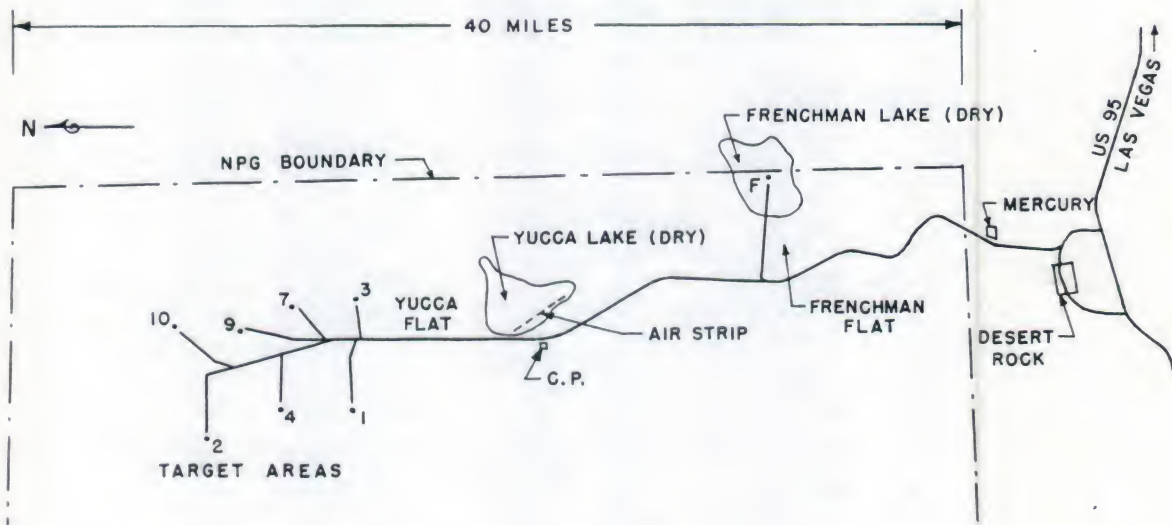 40 MILES
N
NPG BOUNDARY
FRENCHMAN LAKE (DRY)
F
US 95
LAS VEGAS
MERCURY
YUCCA LAKE (DRY)
YUCCA
FLAT
AIR STRIP
C.P.
FRENCHMAN
FLAT
DESERT
ROCK
10
9
7
3
2
4
1
TARGET AREAS